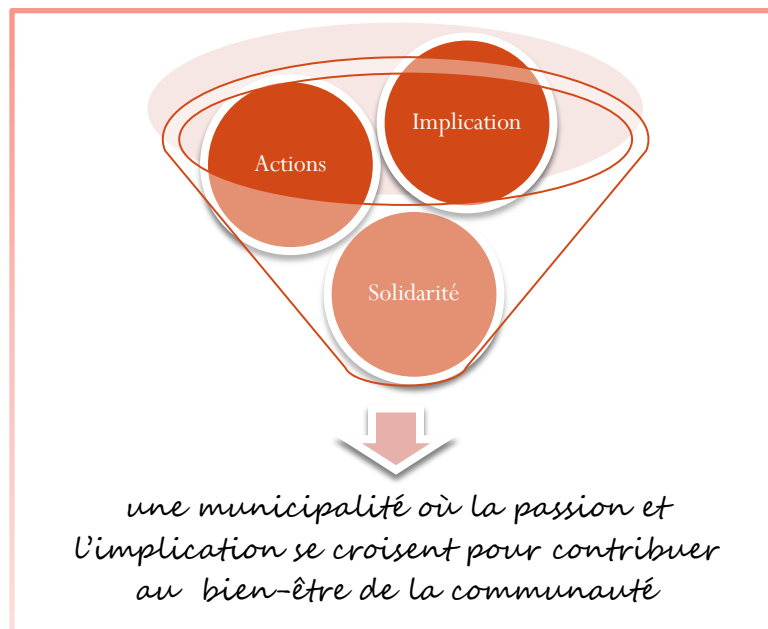 Implication
Actions
Solidarité
une municipalité où la passion et
l'implication se croisent pour contribuer
au bien-être de la communauté